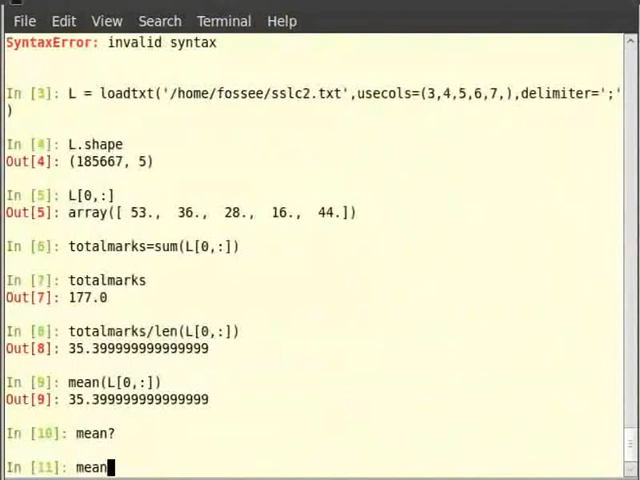 File Edit View Search Terminal Help
SyntaxError: invalid syntax
In [3]: L = loadtxt('/home/fossee/sslc2.txt',usecols=(3,4,5,6,7,),delimiter=';'
)
In [4]: L.shape
Out[4]: (185667, 5)
In [5]: L[0,:]
Out[5]: array([ 53., 36., 28., 16., 44.])
In [6]: totalmarks=sum(L[0,:])
In [7]: totalmarks
Out[7]: 177.0
In [8]: totalmarks/len(L[0,:])
Out[8]: 35.399999999999999
In [9]: mean(L[0,:])
Out[9]: 35.399999999999999
In [10]: mean?
In [11]: mean